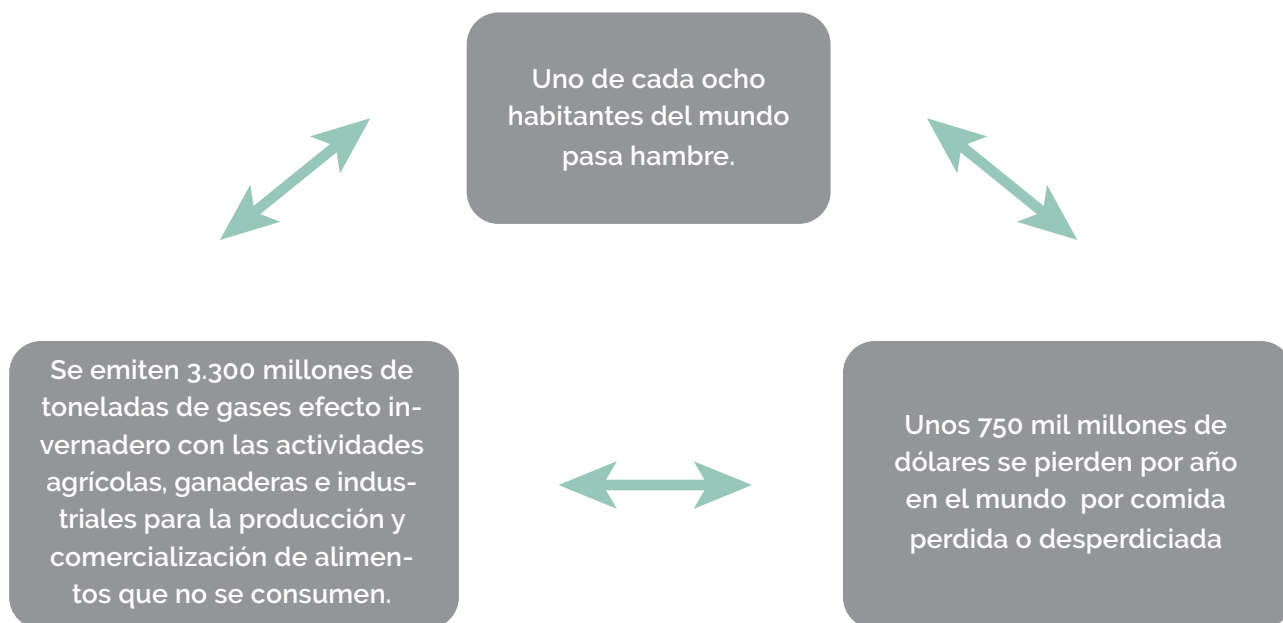 Uno de cada ocho
habitantes del mundo
pasa hambre.
Se emiten 3.300 millones de
toneladas de gases efecto in-
vernadero con las actividades
agrícolas, ganaderas e indus-
triales para la producción y
comercialización de alimen-
tos que no se consumen.
Unos 750 mil millones de
dólares se pierden por año
en el mundo  por comida
perdida o desperdiciada